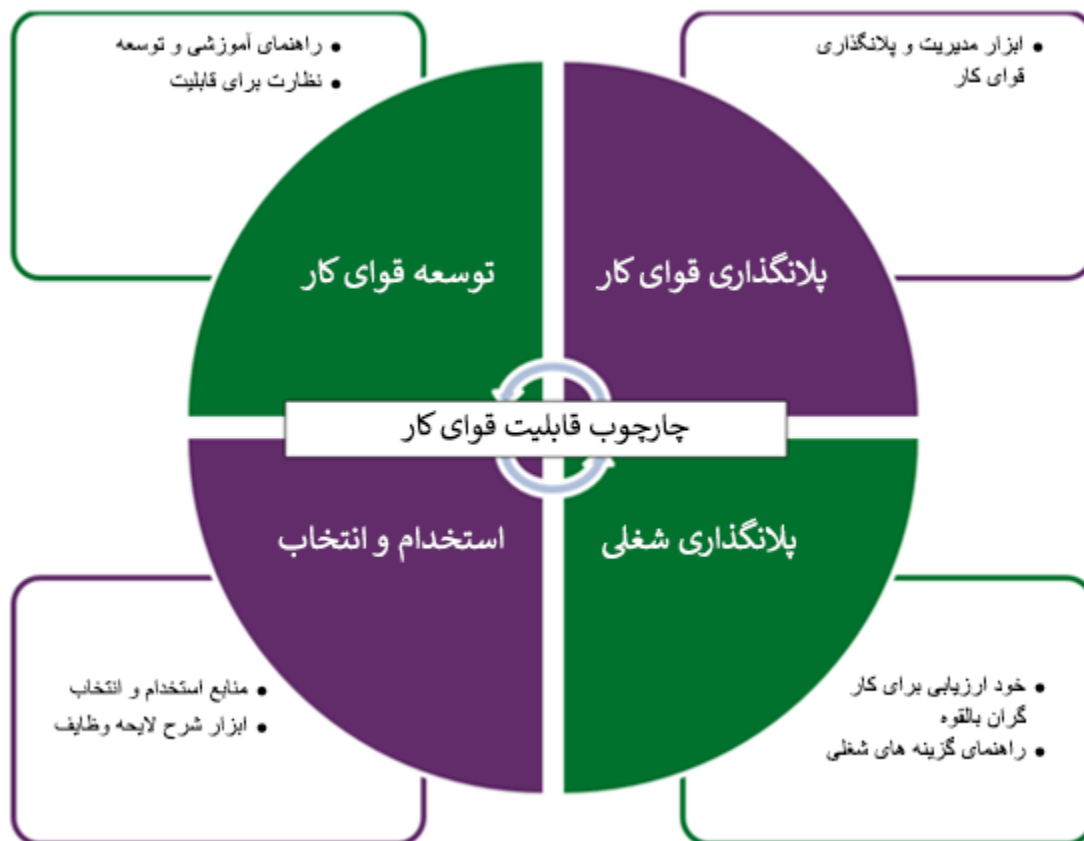 • ابزار مدیریت و پلانگذاری
قوای کار
• راهنمای آموزشی و توسعه
• نظارت برای قابلیت
پلانگذاری قوای کار
توسعه قوای کار
چارچوب قابلیت قوای کار
پلانگذاری شغلی
استخدام و انتخاب
• خود ارزیابی برای کار
گران بالقوه
• راهنمای گزینه های شغلی
• منابع استخدام و انتخاب
• ابزار شرح لایحه وظایف